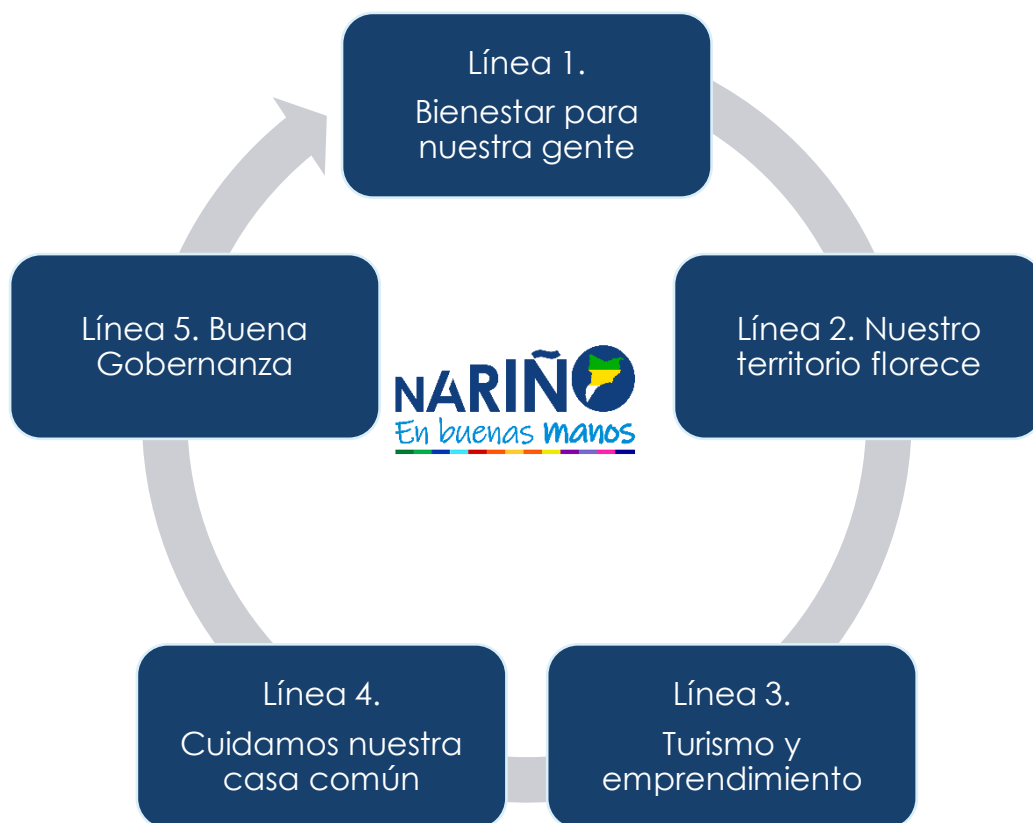 Línea 1.
Bienestar para
nuestra gente
Línea 2. Nuestro
territorio florece
Línea 3.
Turismo y
emprendimiento
Línea 4.
Cuidamos nuestra
casa común
Línea 5. Buena
Gobernanza
NARIÑO
En buenas manos